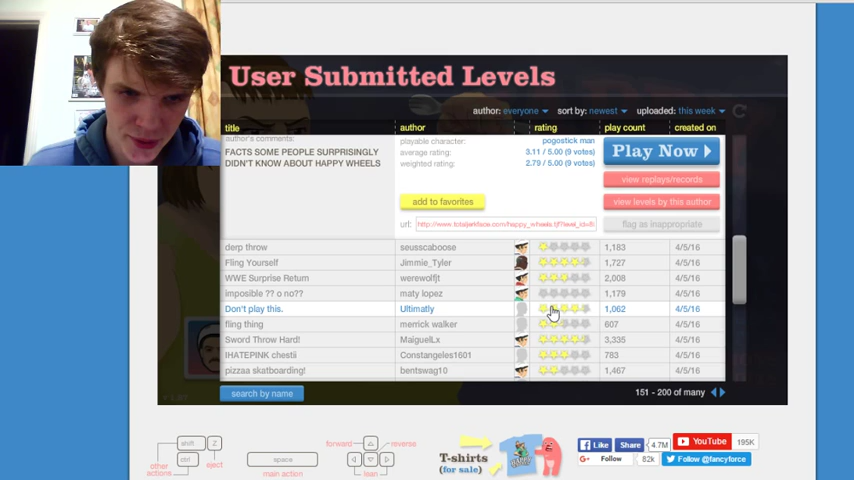 User Submitted Levels
author: everyone sort by: newest uploaded: this week
title author rating play count created on
author's comments:
FACTS SOME PEOPLE SURPRISINGLY
DIDN'T KNOW ABOUT HAPPY WHEELS
playable character: pogostick man
average rating: 3.11 / 5.00 (9 votes)
weighted rating: 2.79 / 5.00 (9 votes)
Play Now
view replays/records
add to favorites
view levels by this author
url:
flag as inappropriate
derp throw seusscaboose 1,183 4/5/16
Fling Yourself Jimmie_Tyler 1,727 4/5/16
WWE Surprise Return werewolfjt 2,008 4/5/16
imposible ?? o no?? maty lopez 1,179 4/5/16
Don't play this. Ultimatly 1,062 4/5/16
fling thing merrick walker 607 4/5/16
Sword Throw Hard! MaiguelLx 3,335 4/5/16
IHATEPINK chestii Constangeles1601 783 4/5/16
pizzaa skatboarding! bentswag10 1,467 4/5/16
search by name
151 - 200 of many
shift Z
ctrl
eject
other
actions
space
main action
forward
reverse
lean
T-shirts
(for sale)
Like Share 4.7M
YouTube 195K
Follow 82k
Follow @fancyforce